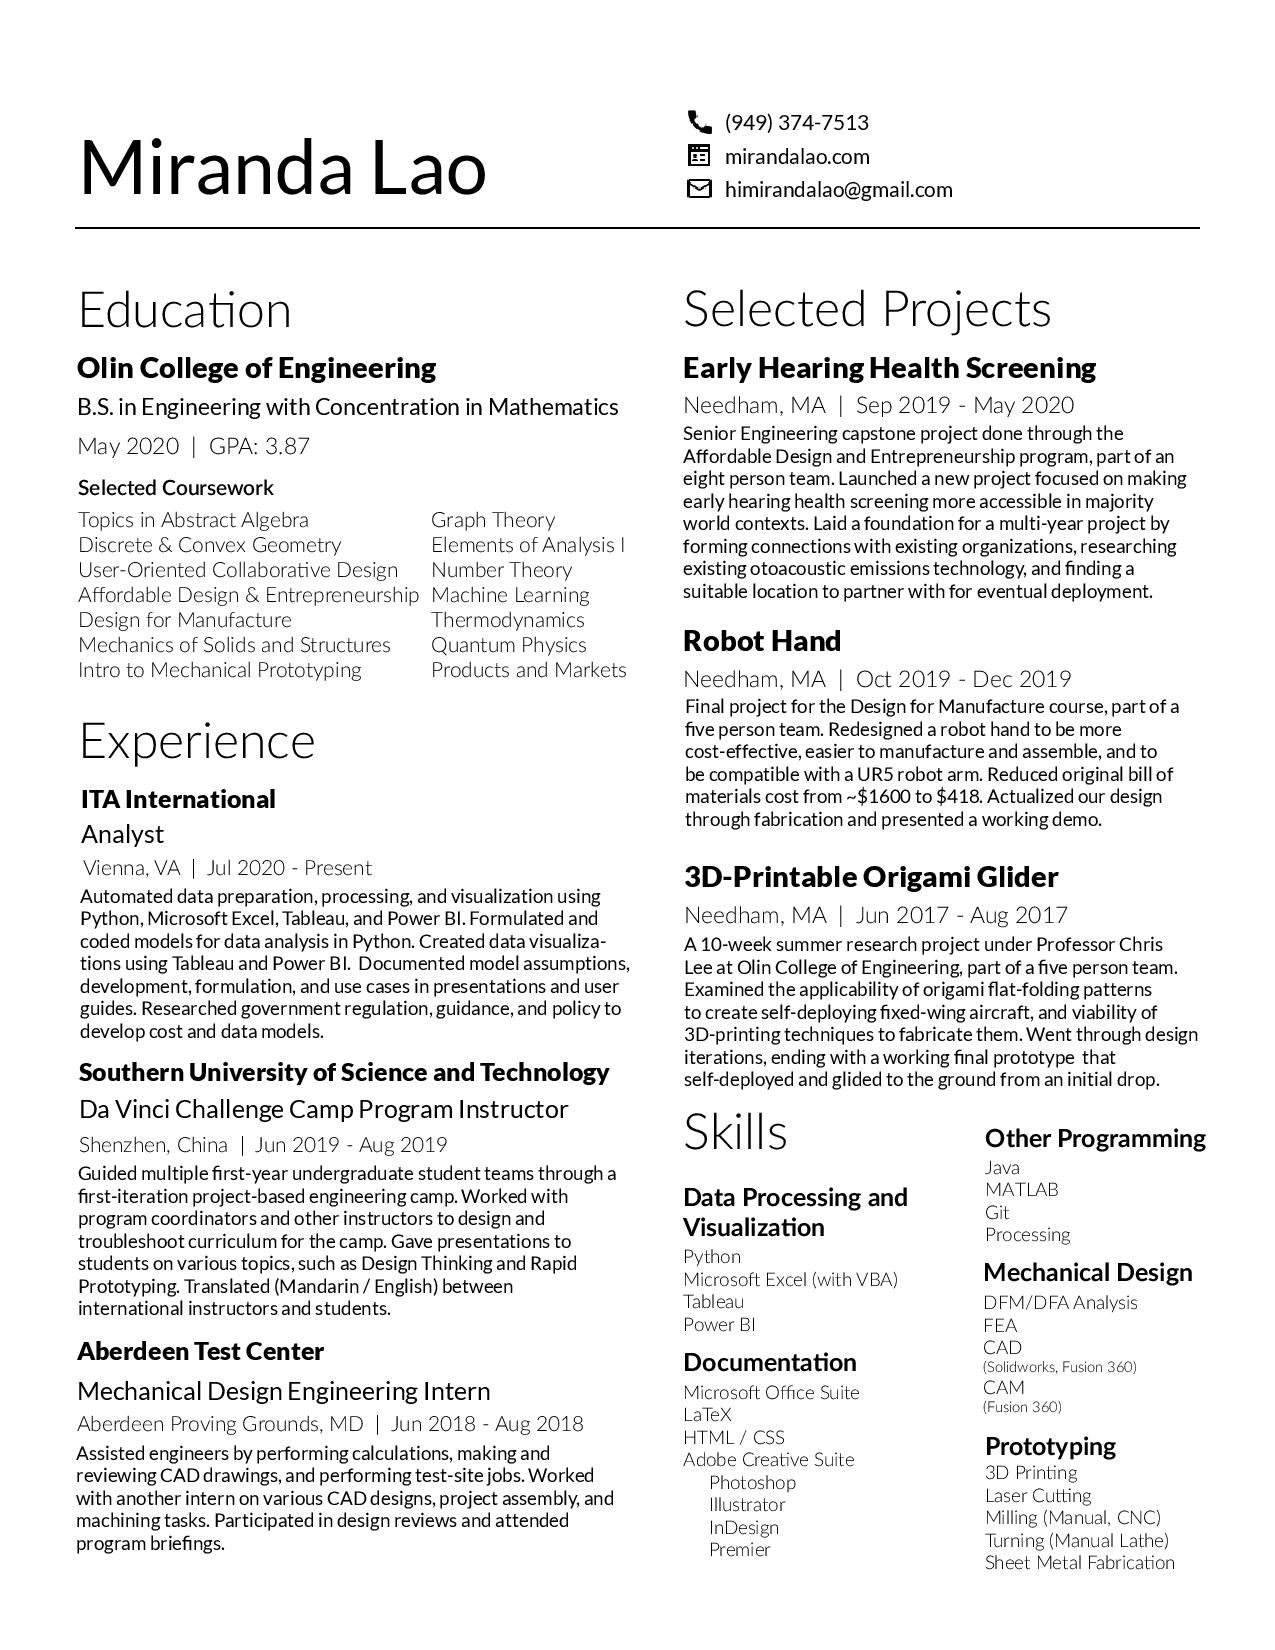 Miranda Lao
(949) 374-7513
mirandalao.com
himirandalao@gmail.com
Education
Olin College of Engineering
B.S. in Engineering with Concentration in Mathematics
May 2020 | GPA: 3.87
Selected Coursework
Topics in Abstract Algebra
Discrete & Convex Geometry
User-Oriented Collaborative Design
Affordable Design & Entrepreneurship
Design for Manufacture
Mechanics of Solids and Structures
Intro to Mechanical Prototyping
Graph Theory
Elements of Analysis I
Number Theory
Machine Learning
Thermodynamics
Quantum Physics
Products and Markets
Experience
ITA International
Analyst
Vienna, VA | Jul 2020 - Present
Automated data preparation, processing, and visualization using
Python, Microsoft Excel, Tableau, and Power BI. Formulated and
coded models for data analysis in Python. Created data visualiza-
tions using Tableau and Power BI.  Documented model assumptions,
development, formulation, and use cases in presentations and user
guides. Researched government regulation, guidance, and policy to
develop cost and data models.
Southern University of Science and Technology
Da Vinci Challenge Camp Program Instructor
Shenzhen, China | Jun 2019 - Aug 2019
Guided multiple first-year undergraduate student teams through a
first-iteration project-based engineering camp. Worked with
program coordinators and other instructors to design and
troubleshoot curriculum for the camp. Gave presentations to
students on various topics, such as Design Thinking and Rapid
Prototyping. Translated (Mandarin / English) between
international instructors and students.
Aberdeen Test Center
Mechanical Design Engineering Intern
Aberdeen Proving Grounds, MD | Jun 2018 - Aug 2018
Assisted engineers by performing calculations, making and
reviewing CAD drawings, and performing test-site jobs. Worked
with another intern on various CAD designs, project assembly, and
machining tasks. Participated in design reviews and attended
program briefings.
Selected Projects
Early Hearing Health Screening
Needham, MA | Sep 2019 - May 2020
Senior Engineering capstone project done through the
Affordable Design and Entrepreneurship program, part of an
eight person team. Launched a new project focused on making
early hearing health screening more accessible in majority
world contexts. Laid a foundation for a multi-year project by
forming connections with existing organizations, researching
existing otoacoustic emissions technology, and finding a
suitable location to partner with for eventual deployment.
Robot Hand
Needham, MA | Oct 2019 - Dec 2019
Final project for the Design for Manufacture course, part of a
five person team. Redesigned a robot hand to be more
cost-effective, easier to manufacture and assemble, and to
be compatible with a UR5 robot arm. Reduced original bill of
materials cost from ~$1600 to $418. Actualized our design
through fabrication and presented a working demo.
3D-Printable Origami Glider
Needham, MA | Jun 2017 - Aug 2017
A 10-week summer research project under Professor Chris
Lee at Olin College of Engineering, part of a five person team.
Examined the applicability of origami flat-folding patterns
to create self-deploying fixed-wing aircraft, and viability of
3D-printing techniques to fabricate them. Went through design
iterations, ending with a working final prototype  that
self-deployed and glided to the ground from an initial drop.
Skills
Data Processing and
Visualization
Python
Microsoft Excel (with VBA)
Tableau
Power BI
Documentation
Microsoft Office Suite
LaTeX
HTML / CSS
Adobe Creative Suite
Photoshop
Illustrator
InDesign
Premier
Other Programming
Java
MATLAB
Git
Processing
Mechanical Design
DFM/DFA Analysis
FEA
CAD
(Solidworks, Fusion 360)
CAM
(Fusion 360)
Prototyping
3D Printing
Laser Cutting
Milling (Manual, CNC)
Turning (Manual Lathe)
Sheet Metal Fabrication